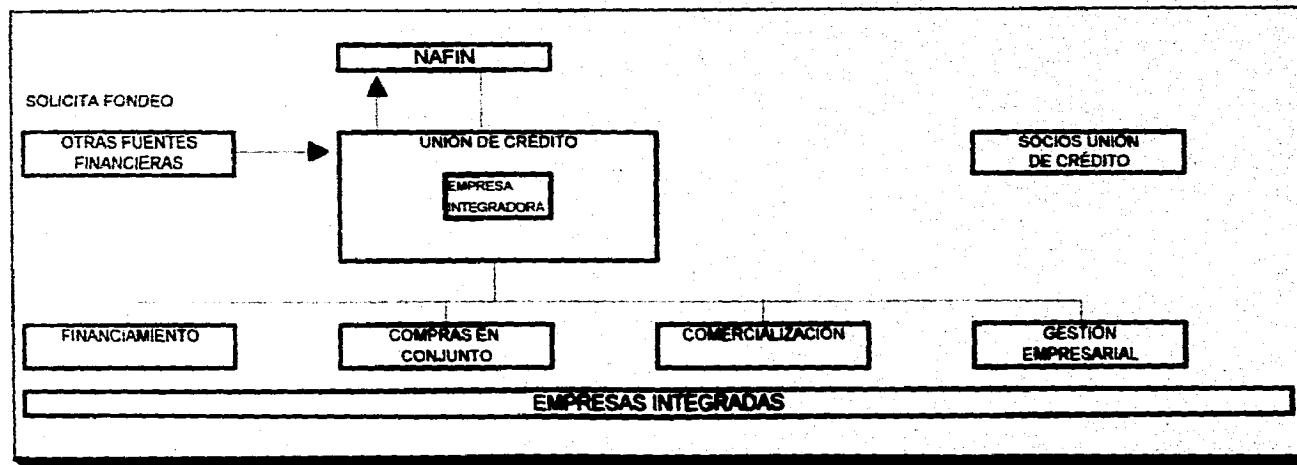 NAFIN
SOLICITA FONDEO
OTRAS FUENTES
FINANCIERAS
UNIÓN DE CRÉDITO
EMPRESA
INTEGRADORA
SOCIOS UNIÓN
DE CRÉDITO
FINANCIAMIENTO
COMPRAS EN
CONJUNTO
COMERCIALIZACIÓN
GESTIÓN
EMPRESARIAL
EMPRESAS INTEGRADAS